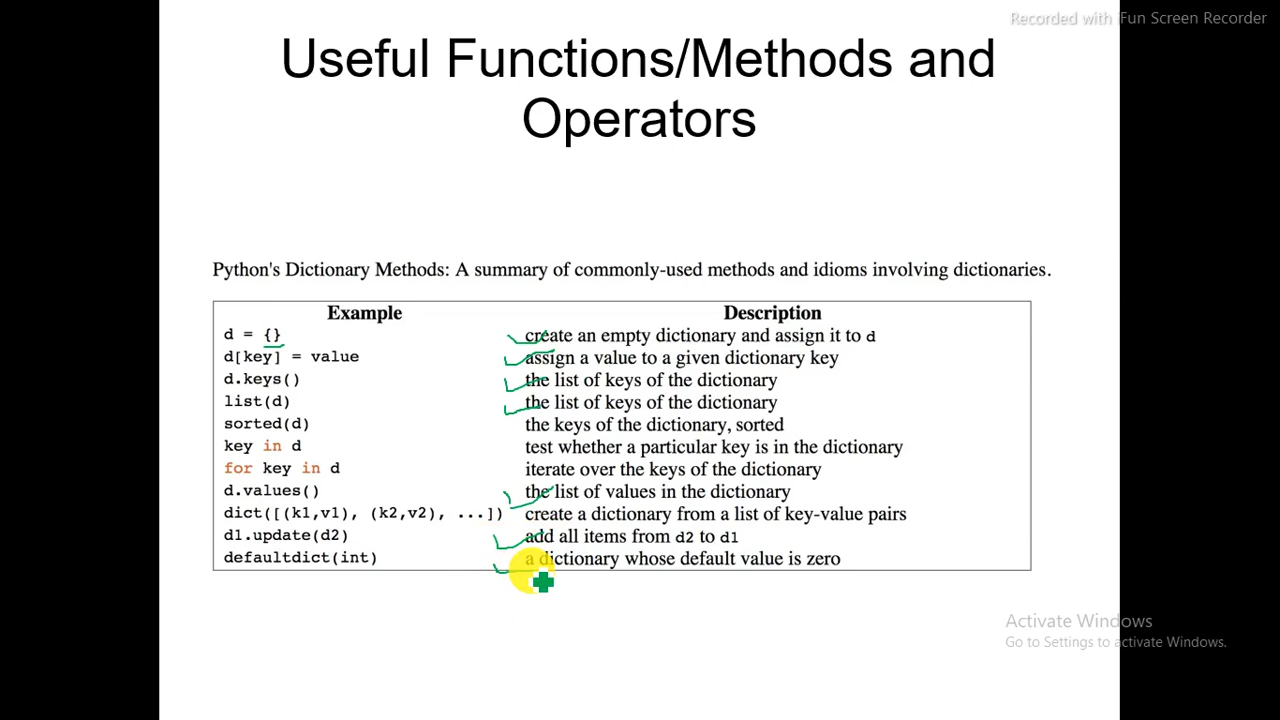 Recorded with iFun Screen Recorder
Useful Functions/Methods and
Operators
Python's Dictionary Methods: A summary of commonly-used methods and idioms involving dictionaries.
Example Description
d = {} create an empty dictionary and assign it to d
d[key] = value assign a value to a given dictionary key
d.keys() the list of keys of the dictionary
list(d) the list of keys of the dictionary
sorted(d) the keys of the dictionary, sorted
key in d test whether a particular key is in the dictionary
for key in d iterate over the keys of the dictionary
d.values() the list of values in the dictionary
dict([(k1,v1), (k2,v2), ...]) create a dictionary from a list of key-value pairs
d1.update(d2) add all items from d2 to d1
defaultdict(int) a dictionary whose default value is zero
Activate Windows
Go to Settings to activate Windows.